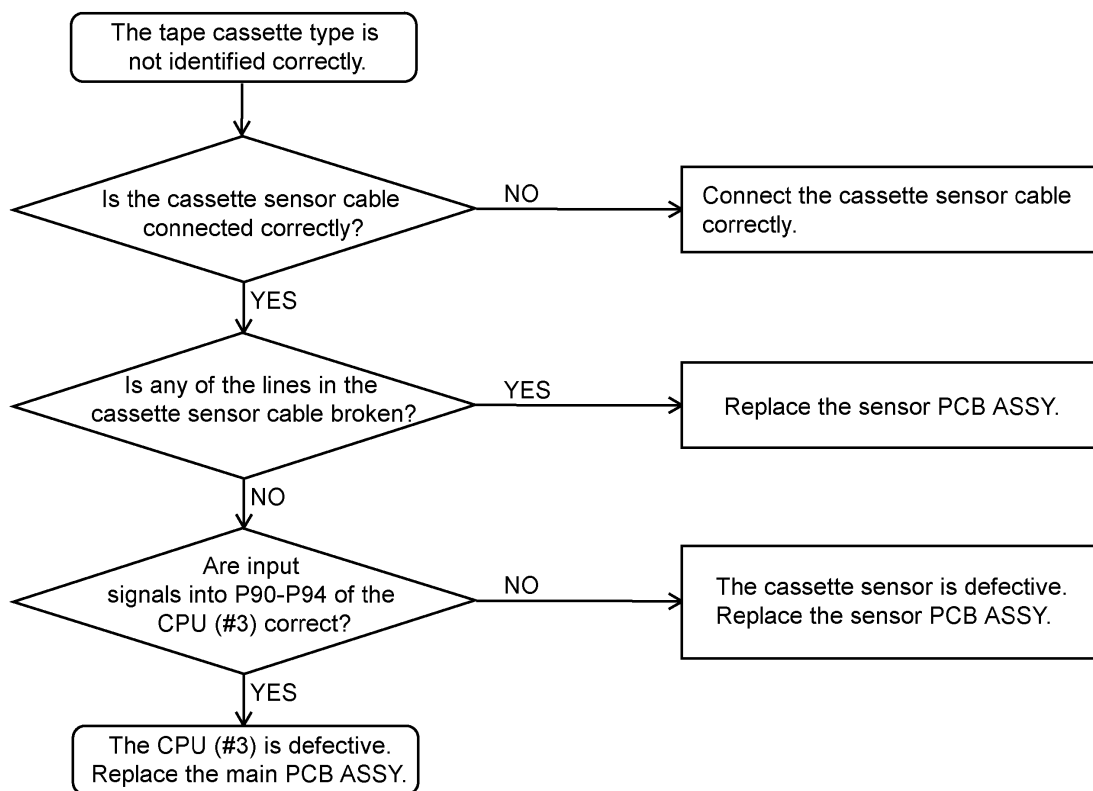 The tape cassette type is
not identified correctly.
Is the cassette sensor cable
connected correctly?
NO
Connect the cassette sensor cable
correctly.
YES
Is any of the lines in the
cassette sensor cable broken?
YES
Replace the sensor PCB ASSY.
NO
Are input
signals into P90-P94 of the
CPU (#3) correct?
NO
The cassette sensor is defective.
Replace the sensor PCB ASSY.
YES
The CPU (#3) is defective.
Replace the main PCB ASSY.